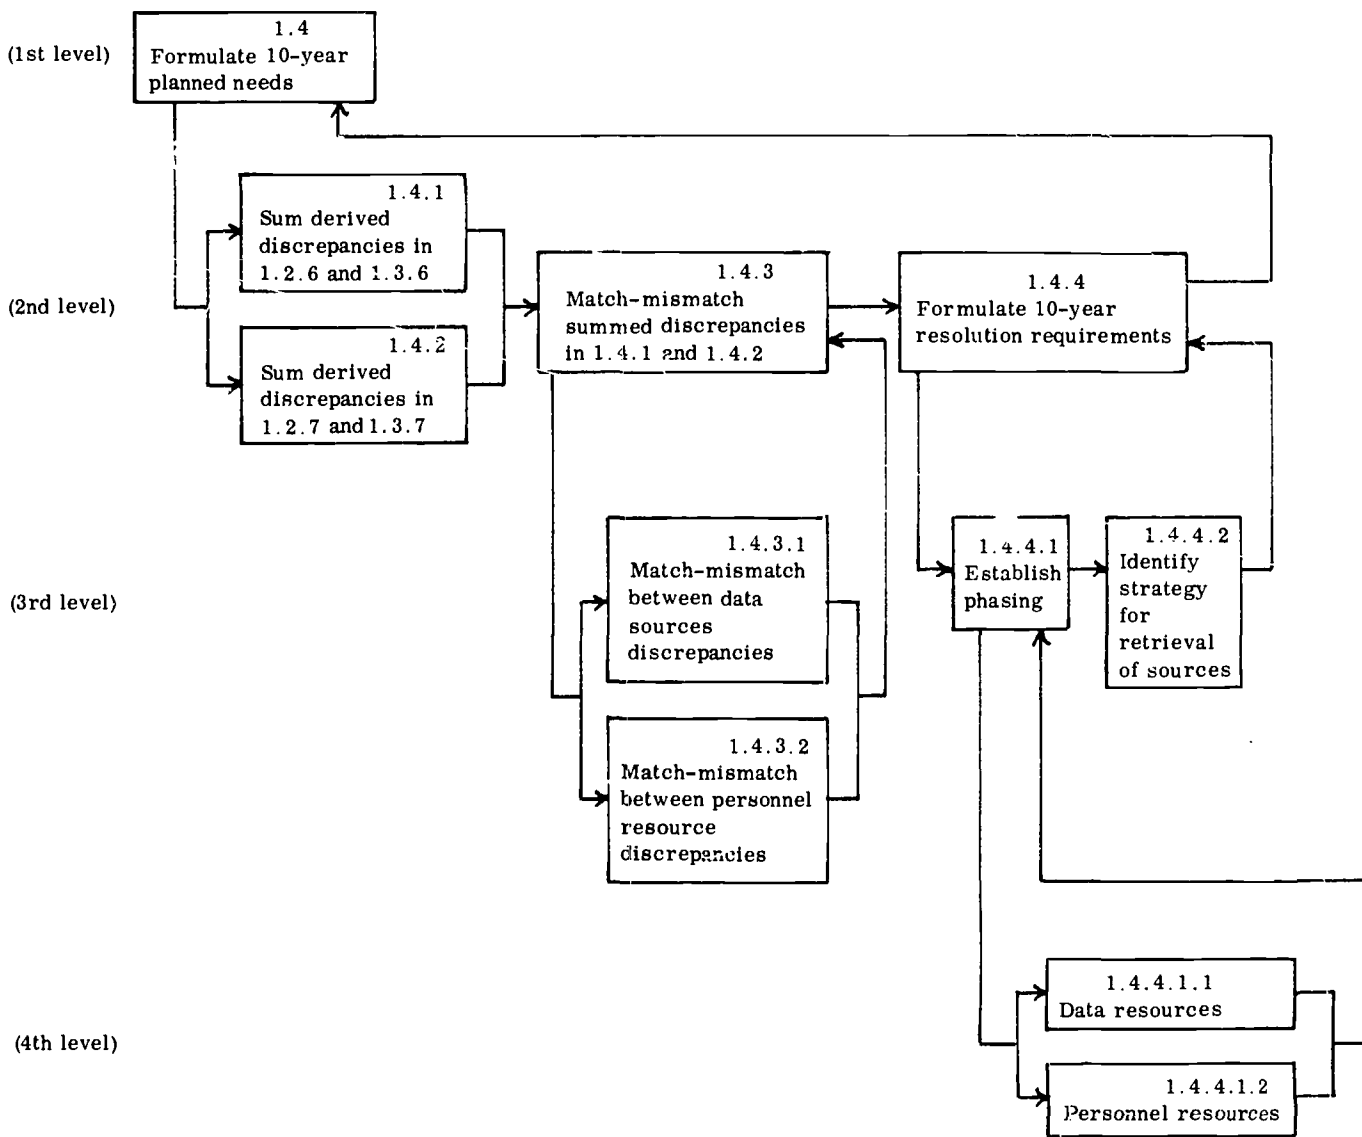 1.4
(1st level)
Formulate 10-year
planned needs
1.4.1
Sum derived
discrepancies in
1.2.6 and 1.3.6
(2nd level)
1.4.2
Sum derived
discrepancies in
1.2.7 and 1.3.7
1.4.3
Match-mismatch
summed discrepancies
in 1.4.1 and 1.4.2
1.4.4
Formulate 10-year
resolution requirements
(3rd level)
1.4.3.1
Match-mismatch
between data
sources
discrepancies
1.4.3.2
Match-mismatch
between personnel
resource
discrepancies
1.4.4.1
Establish
phasing
1.4.4.2
Identify
strategy
for
retrieval
of sources
(4th level)
1.4.4.1.1
Data resources
1.4.4.1.2
Personnel resources